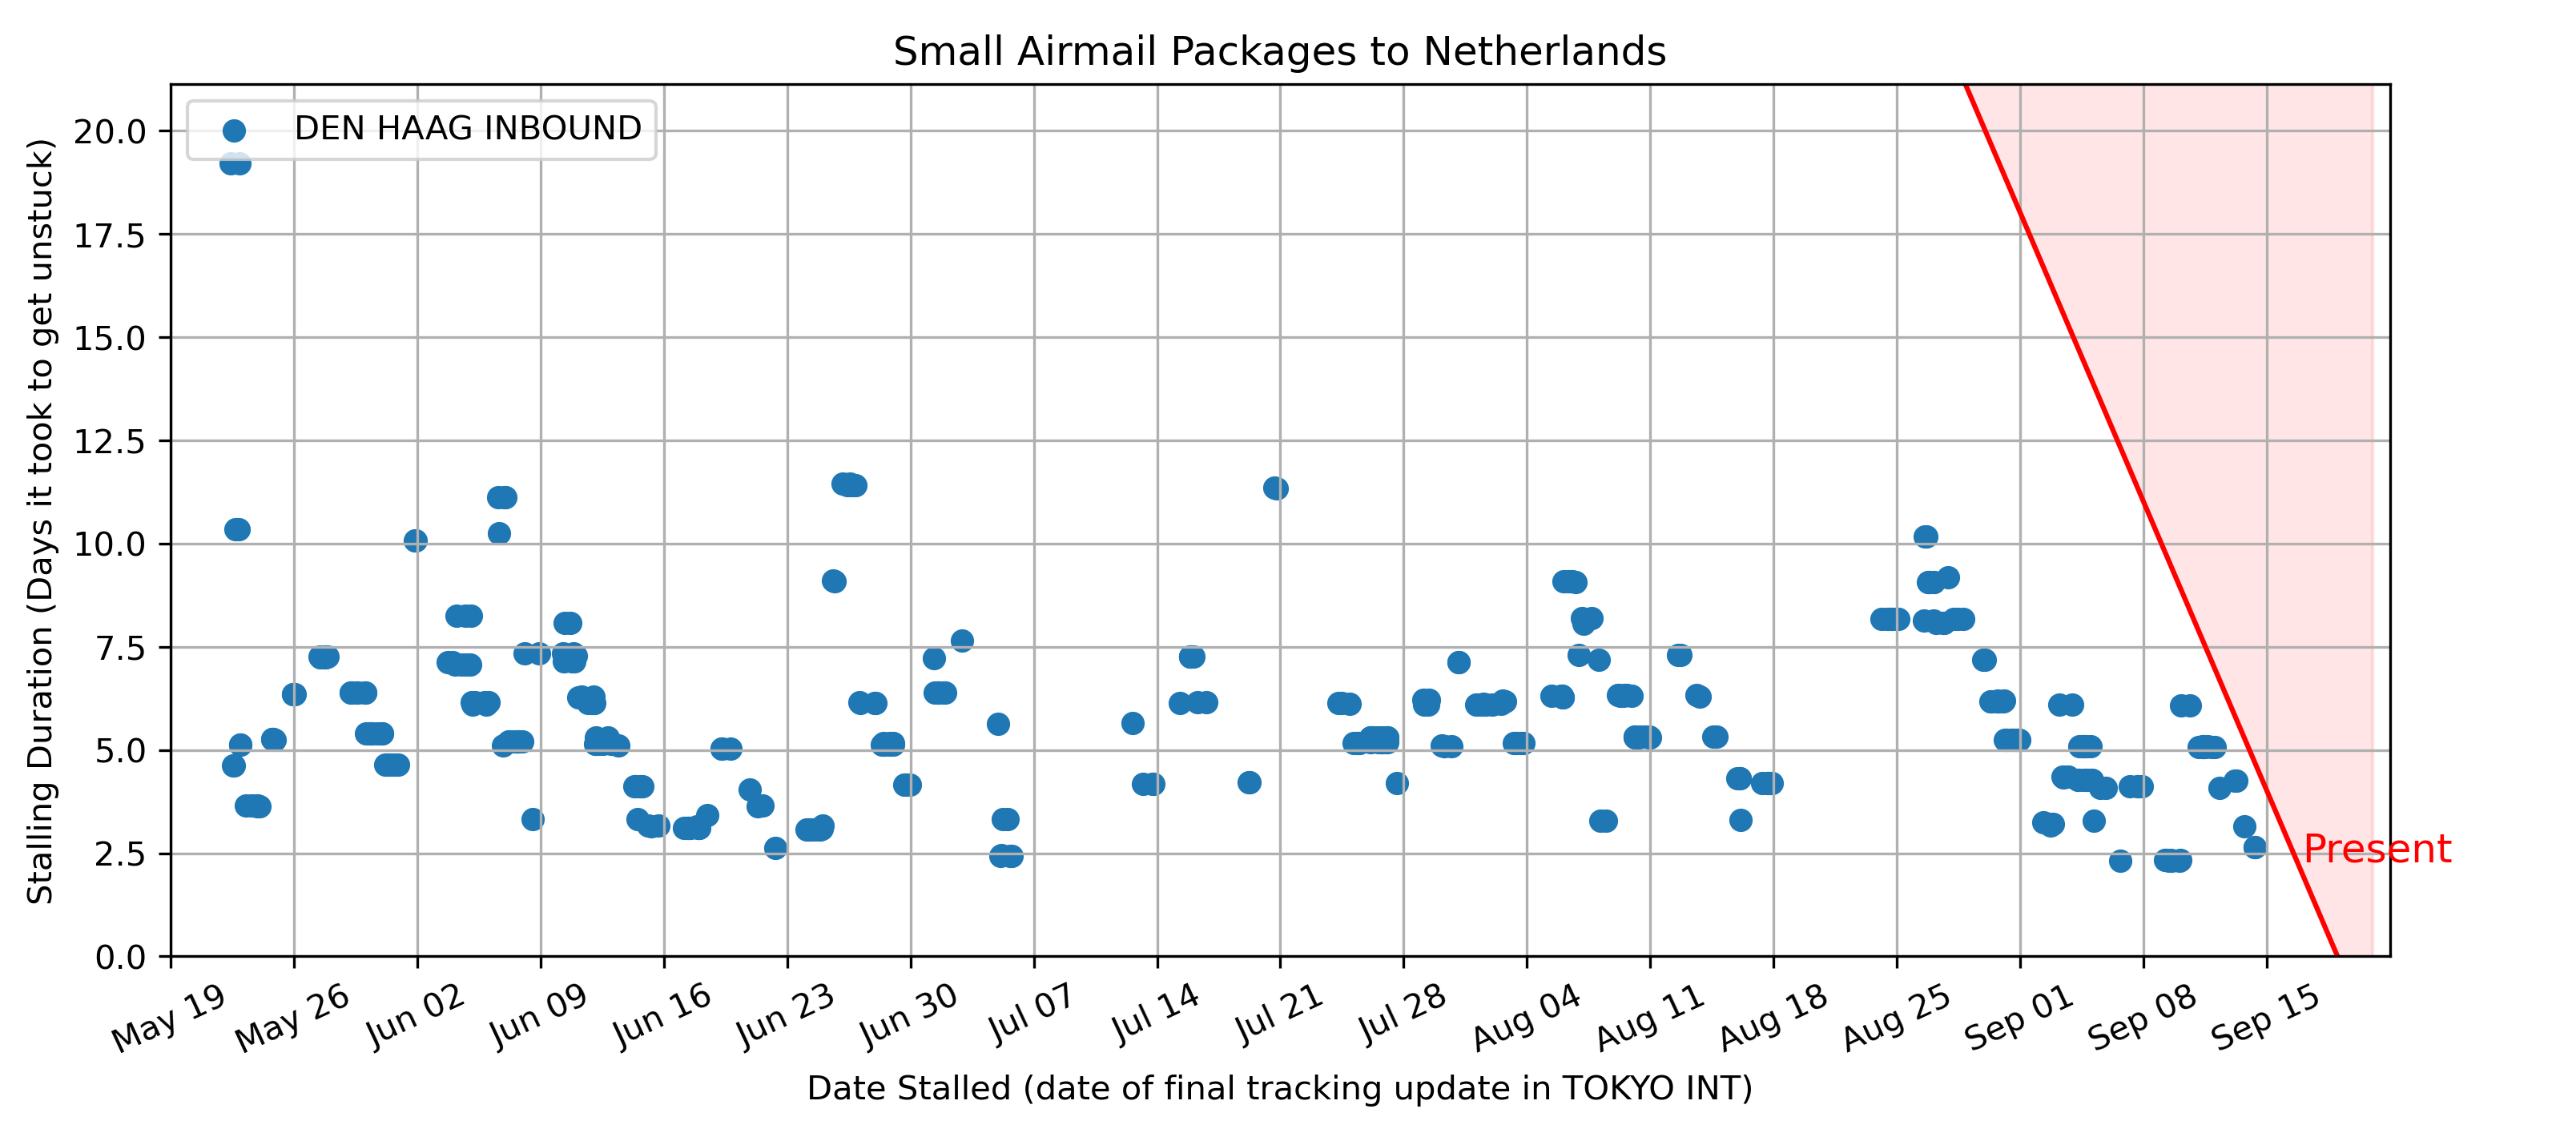 Small Airmail Packages to Netherlands
DEN HAAG INBOUND
Stalling Duration (Days it took to get unstuck)
20.0
17.5
15.0
12.5
10.0
7.5
5.0
2.5
0.0
Present
May 19 May 26 Jun 02 Jun 09 Jun 16 Jun 23 Jun 30 Jul 07 Jul 14 Jul 21 Jul 28 Aug 04 Aug 11 Aug 18 Aug 25 Sep 01 Sep 08 Sep 15
Date Stalled (date of final tracking update in TOKYO INT)